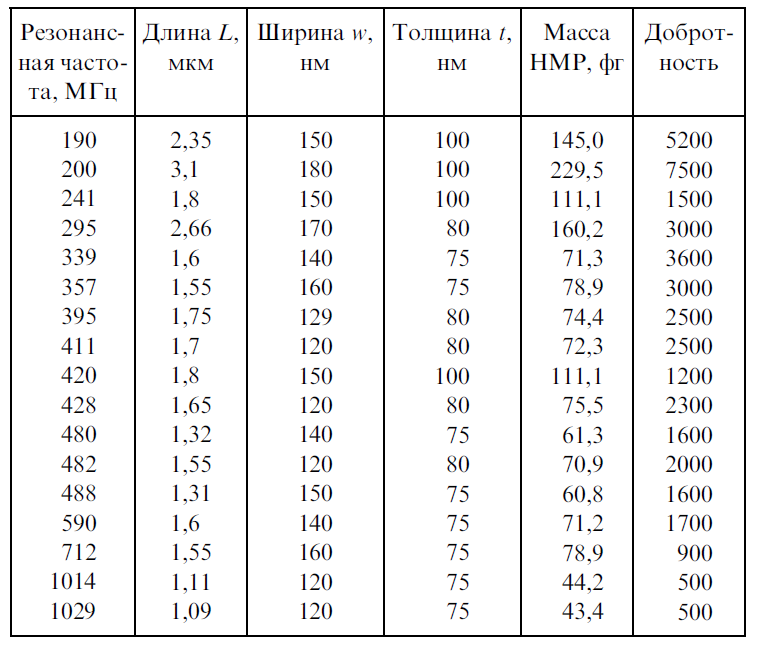 Резонанс- Длина L, Ширина w, Толщина t, Масса Доброт-
ная часто- мкм нм нм НМР, фг ность
та, МГц
190 2,35 150 100 145,0 5200
200 3,1 180 100 229,5 7500
241 1,8 150 100 111,1 1500
295 2,66 170 80 160,2 3000
339 1,6 140 75 71,3 3600
357 1,55 160 75 78,9 3000
395 1,75 129 80 74,4 2500
411 1,7 120 80 72,3 2500
420 1,8 150 100 111,1 1200
428 1,65 120 80 75,5 2300
480 1,32 140 75 61,3 1600
482 1,55 120 80 70,9 2000
488 1,31 150 75 60,8 1600
590 1,6 140 75 71,2 1700
712 1,55 160 75 78,9 900
1014 1,11 120 75 44,2 500
1029 1,09 120 75 43,4 500